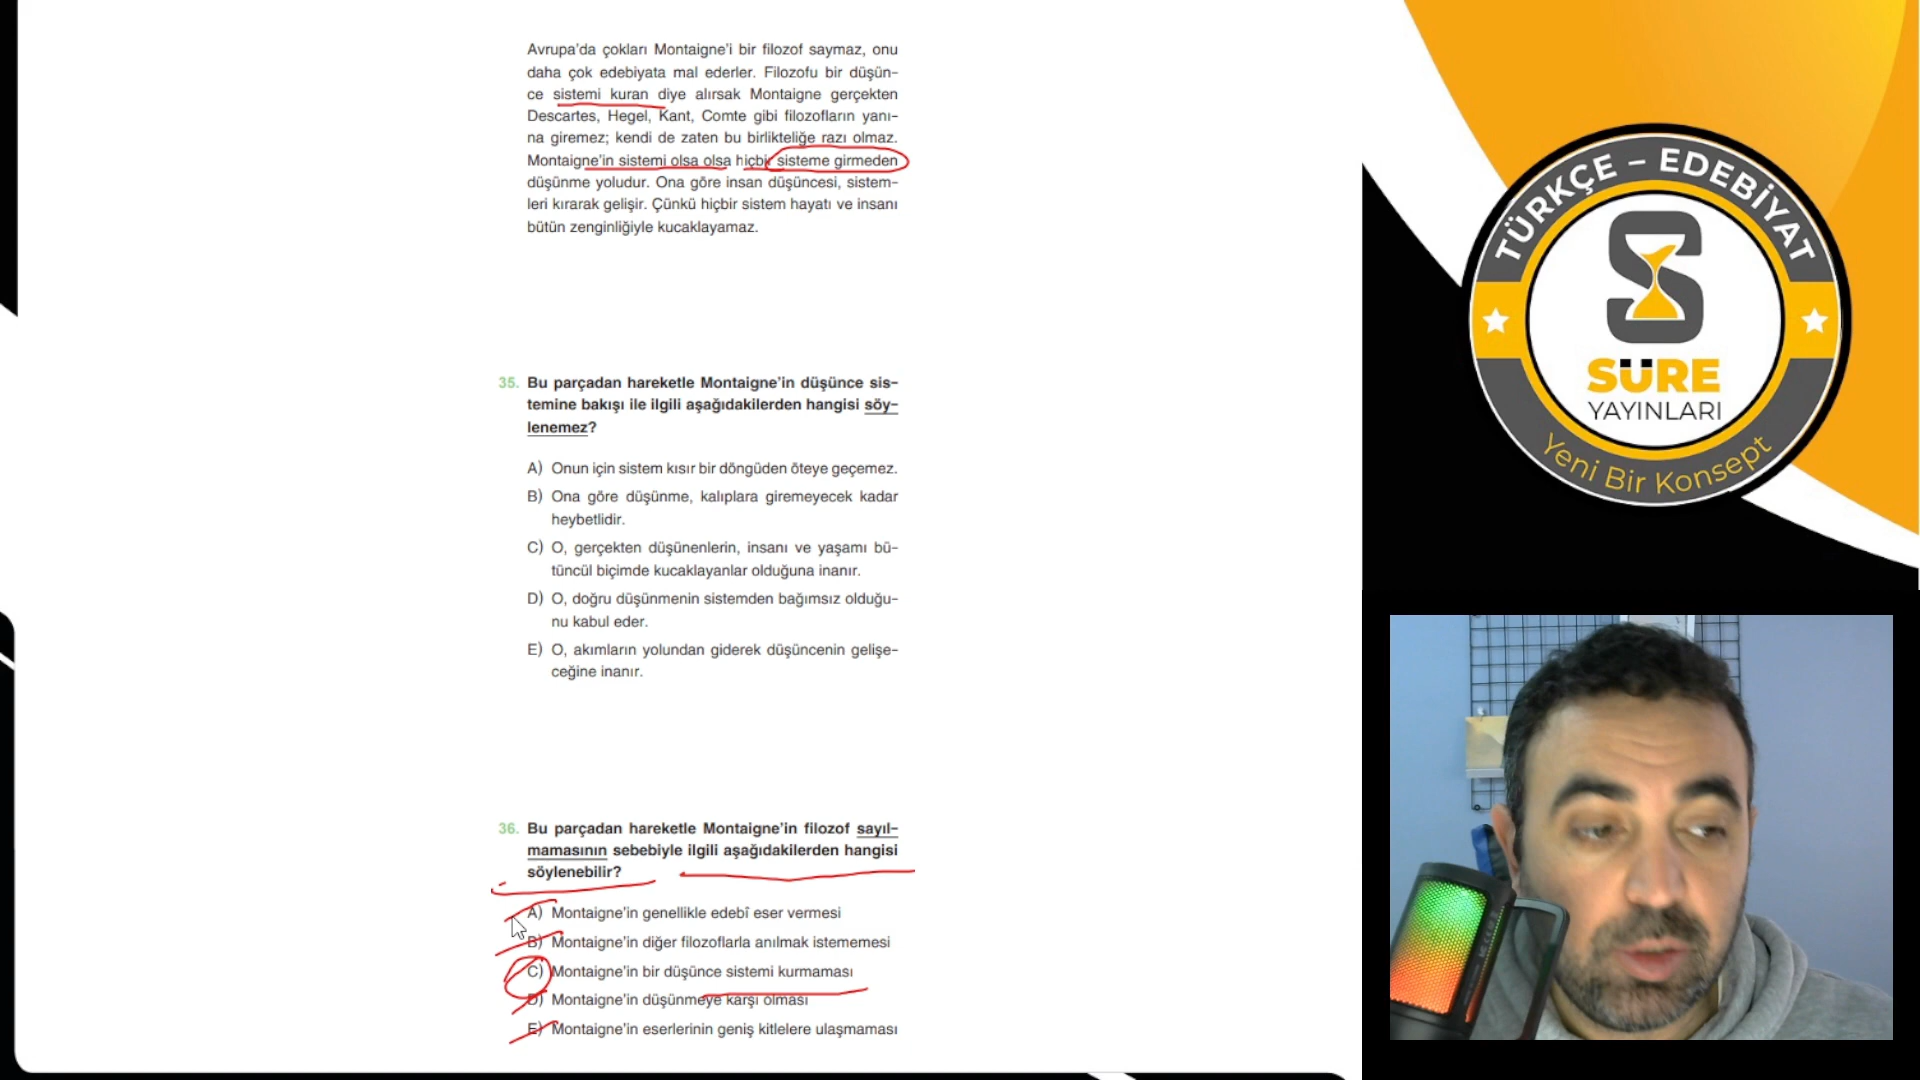 Avrupa'da çokları Montaigne'i bir filozof saymaz, onu
daha çok edebiyata mal ederler. Filozofu bir düşün–
ce sistemi kuran diye alırsak Montaigne gerçekten
Descartes, Hegel, Kant, Comte gibi filozofların yanı–
na giremez; kendi de zaten bu birlikteliğe razı olmaz.
Montaigne'in sistemi olsa olsa hiçbir sisteme girmeden
düşünme yoludur. Ona göre insan düşüncesi, sistem–
leri kırarak gelişir. Çünkü hiçbir sistem hayatı ve insanı
bütün zenginliğiyle kucaklayamaz.
35. Bu parçadan hareketle Montaigne'in düşünce sis–
temine bakışı ile ilgili aşağıdakilerden hangisi söy–
lenemez?
A) Onun için sistem kısır bir döngüden öteye geçemez.
B) Ona göre düşünme, kalıplara giremeyecek kadar
heybetlidir.
C) O, gerçekten düşünenlerin, insanı ve yaşamı bü–
tüncül biçimde kucaklayanlar olduğuna inanır.
D) O, doğru düşünmenin sistemden bağımsız olduğu–
nu kabul eder.
E) O, akımların yolundan giderek düşüncenin gelişe–
ceğine inanır.
36. Bu parçadan hareketle Montaigne'in filozof sayıl–
mamasının sebebiyle ilgili aşağıdakilerden hangisi
söylenebilir?
A) Montaigne'in genellikle edebî eser vermesi
B) Montaigne'in diğer filozoflarla anılmak istememesi
C) Montaigne'in bir düşünce sistemi kurmaması
D) Montaigne'in düşünmeye karşı olması
E) Montaigne'in eserlerinin geniş kitlelere ulaşmaması
TÜRKÇE – EDEBİYAT
SÜRE
YAYINLARI
Yeni Bir Konsept